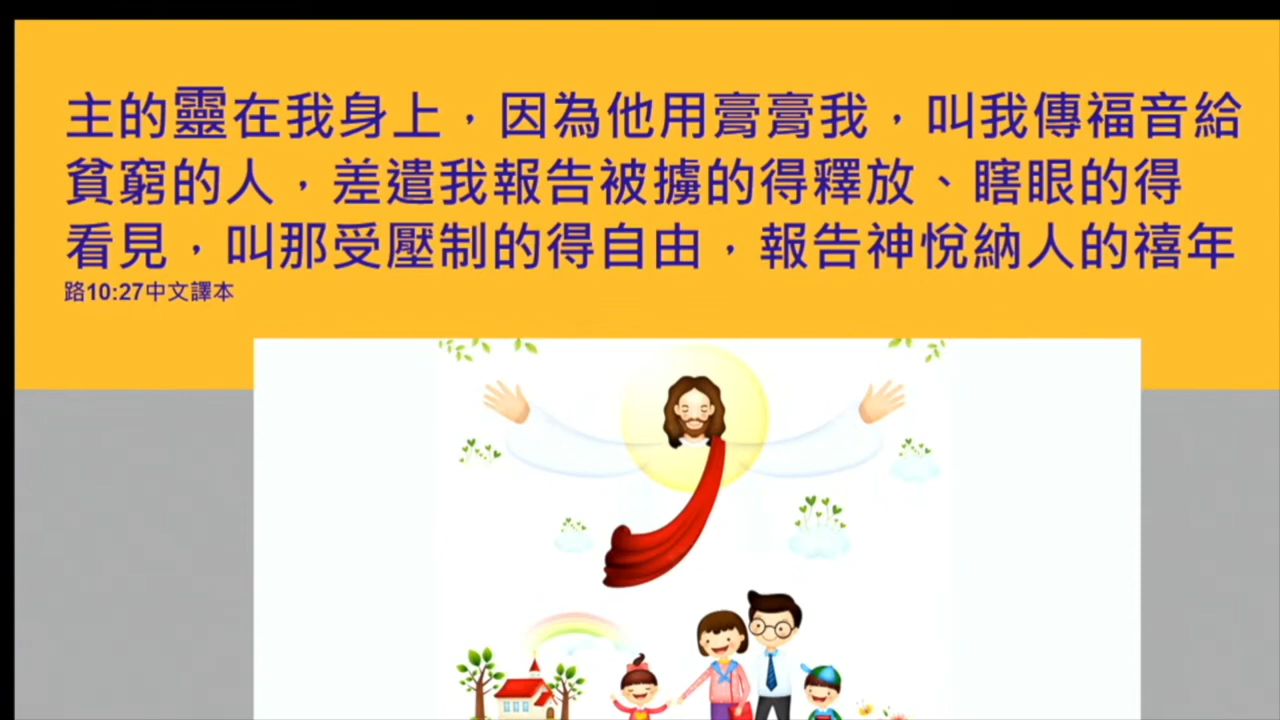 主的靈在我身上，因為他用膏膏我，叫我傳福音給
貧窮的人，差遣我報告被擄的得釋放、瞎眼的得
看見，叫那受壓制的得自由，報告神悅納人的禧年
路10:27中文譯本